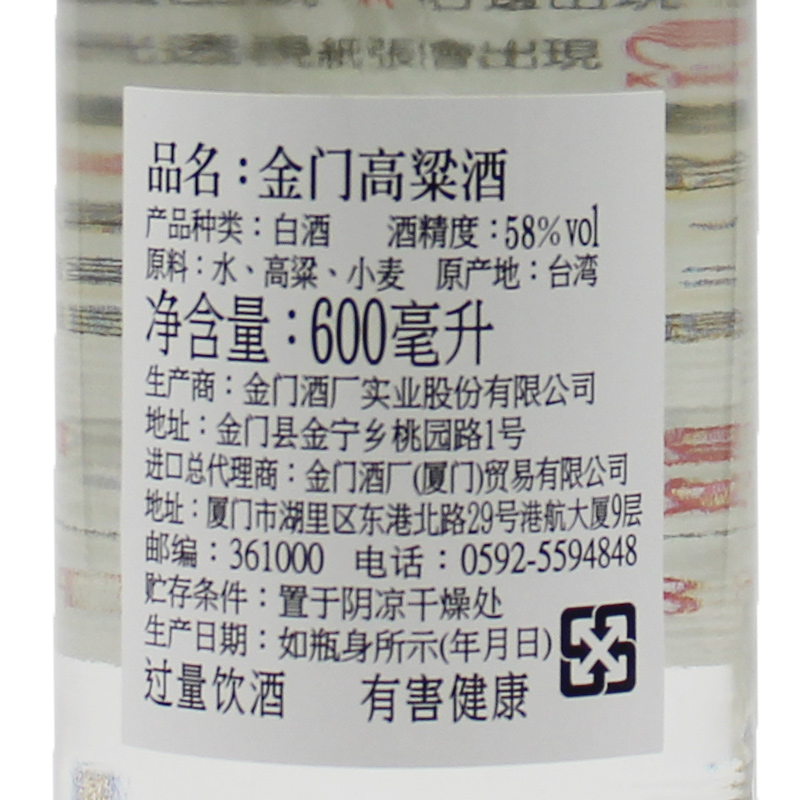 紙張會出現
品名：金门高粱酒
产品种类：白酒 酒精度：58%vol
原料：水、高粱、小麦 原产地：台湾
净含量：600毫升
生产商：金门酒厂实业股份有限公司
地址：金门县金宁乡桃园路1号
进口总代理商：金门酒厂(厦门)贸易有限公司
地址：厦门市湖里区东港北路29号港航大厦9层
邮编：361000 电话：0592-5594848
贮存条件：置于阴凉干燥处
生产日期：如瓶身所示(年月日)
过量饮酒 有害健康